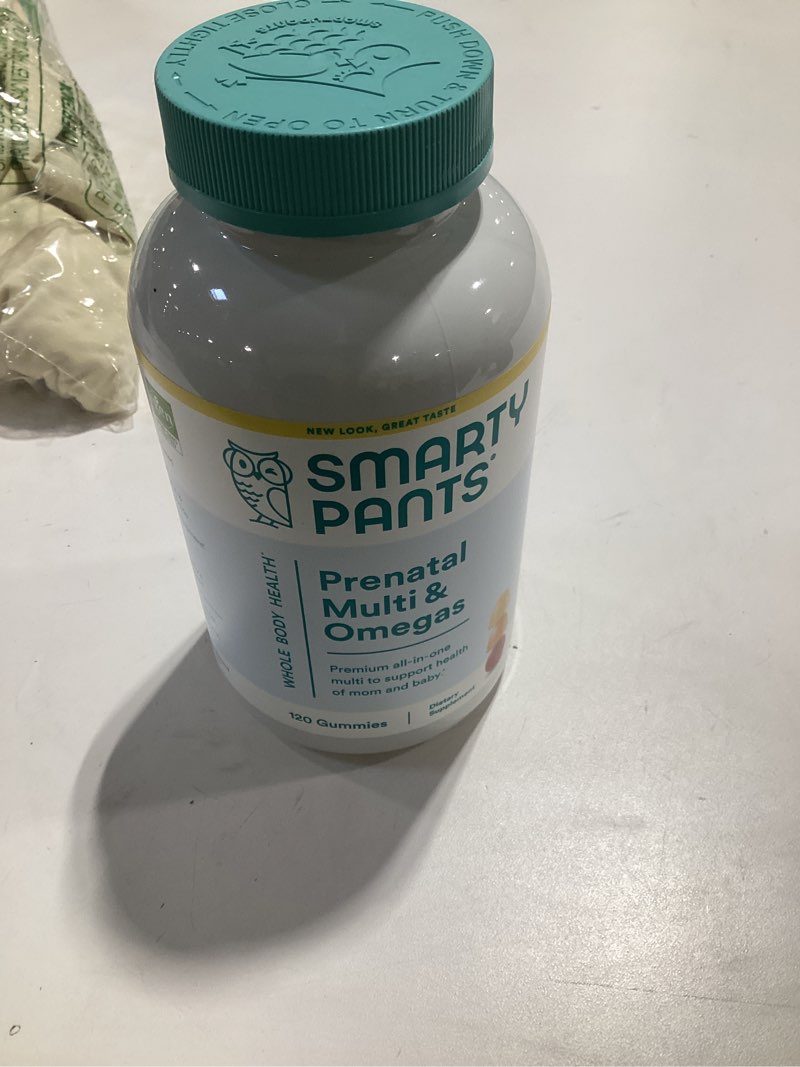 PUSH DOWN & TURN TO OPEN
CLOSE TIGHTLY
SMARTYPANTS
NEW LOOK, GREAT TASTE
SMARTY
PANTS
WHOLE BODY HEALTH*
Prenatal
Multi &
Omegas
Premium all-in-one
multi to support health
of mom and baby.*
120 Gummies
Dietary
Supplement